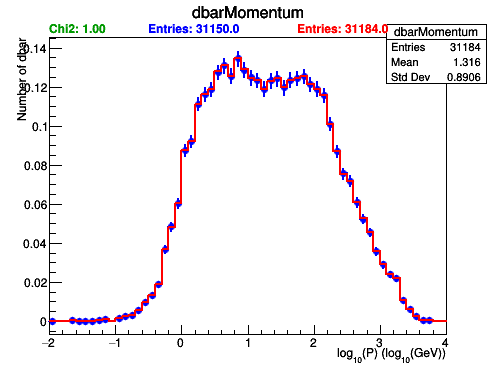 dbarMomentum
Chi2: 1.00 Entries: 31150.0 Entries: 31184.0
dbarMomentum
Entries 31184
Mean 1.316
Std Dev 0.8906
Number of dbar
0.14
0.12
0.1
0.08
0.06
0.04
0.02
0
−2 −1 0 1 2 3 4
log10(P) (log10(GeV))